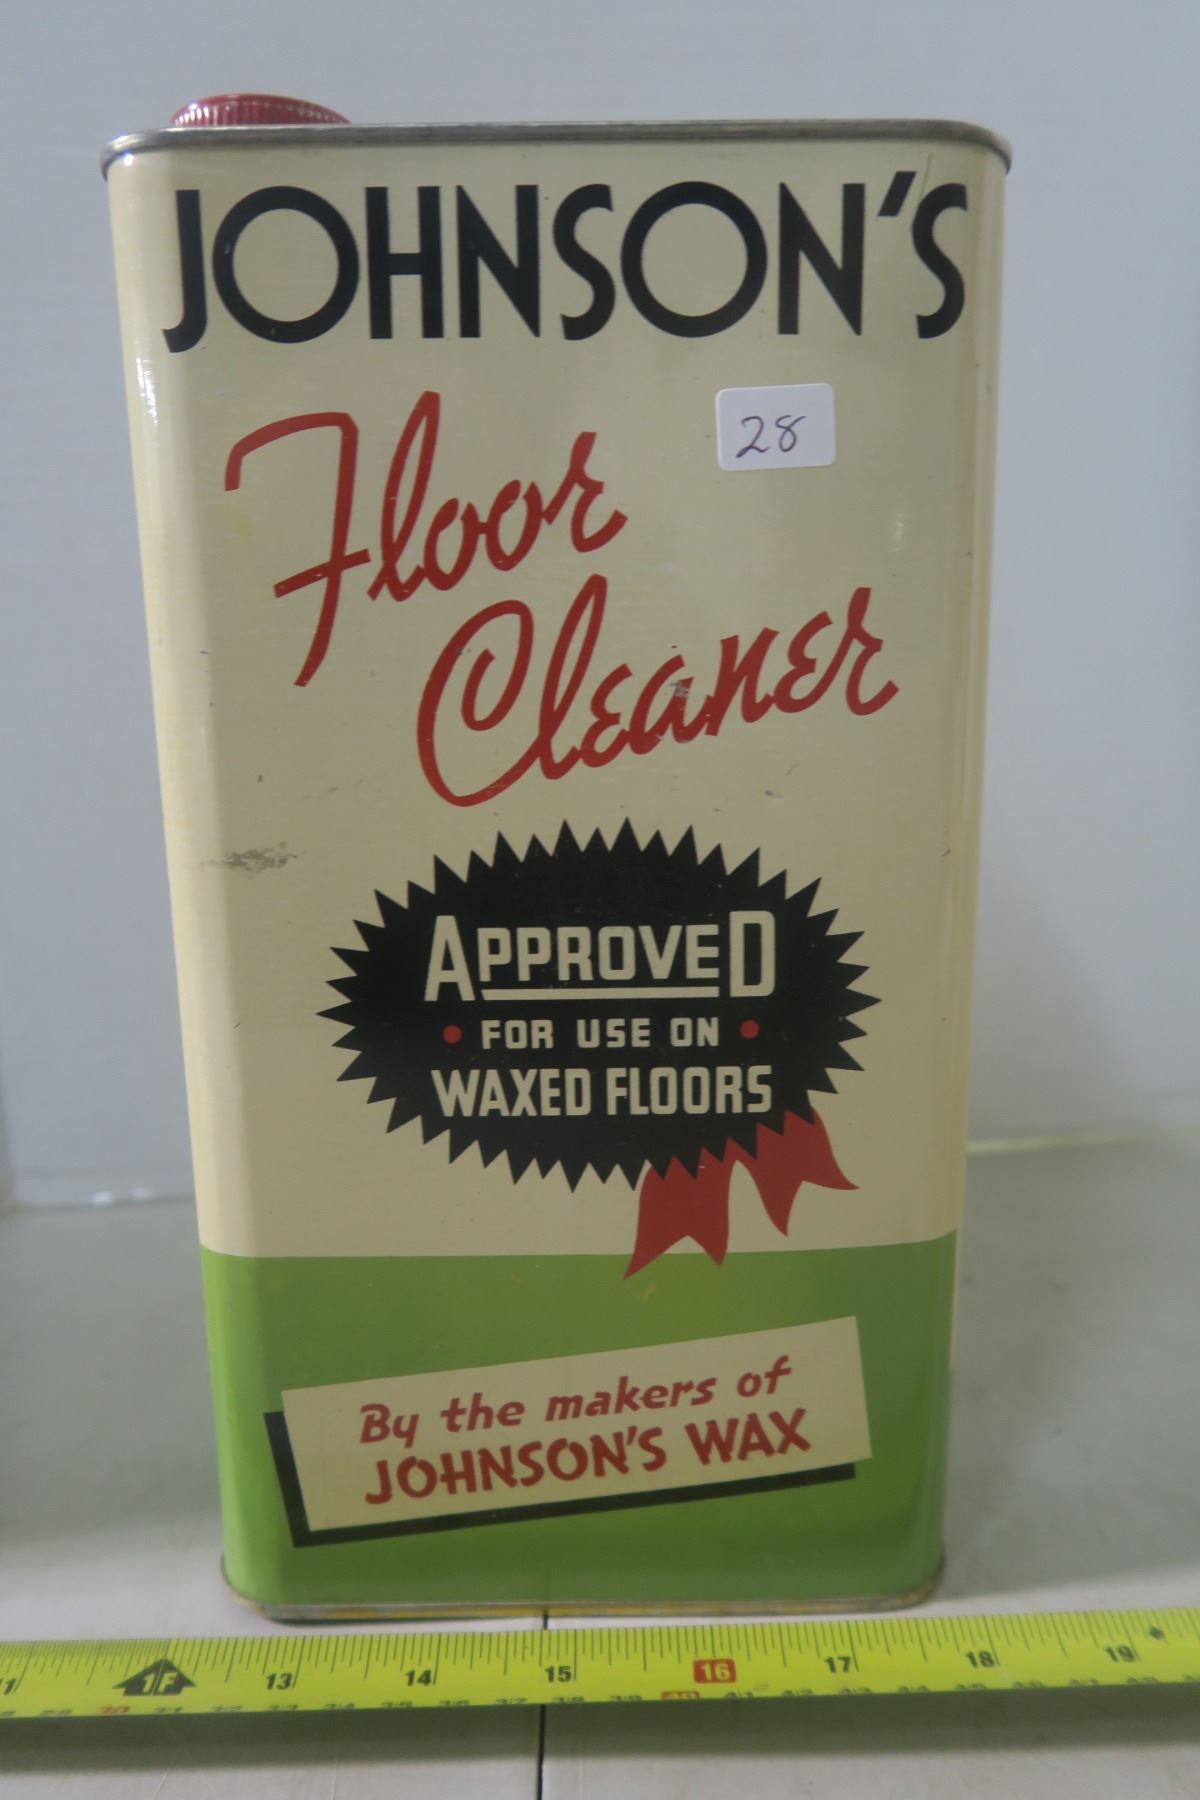 JOHNSON'S
28
Floor
Cleaner
APPROVED
• FOR USE ON •
WAXED FLOORS
By the makers of
JOHNSON'S WAX
1F 13 14 15 16 17 18 19